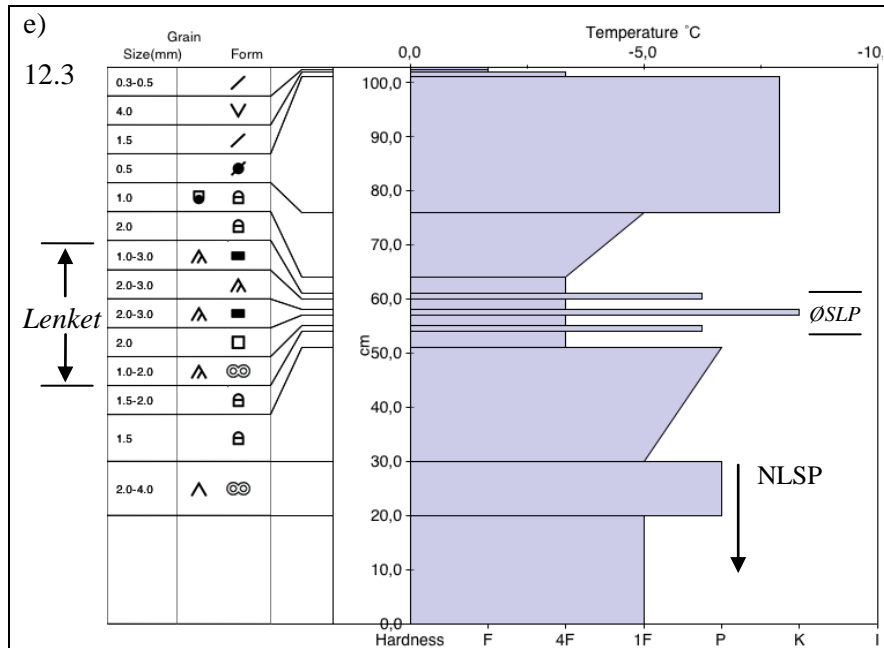 e)
Grain
Size(mm) Form
12.3
Temperature °C
0,0 -5,0 -10,
0.3-0.5
4.0
1.5
0.5
1.0
2.0
1.0-3.0
2.0-3.0
2.0-3.0
2.0
1.0-2.0
1.5-2.0
1.5
2.0-4.0
Lenket
100,0
90,0
80,0
70,0
60,0
50,0
40,0
30,0
20,0
10,0
0,0
cm
ØSLP
NLSP
Hardness F 4F 1F P K I